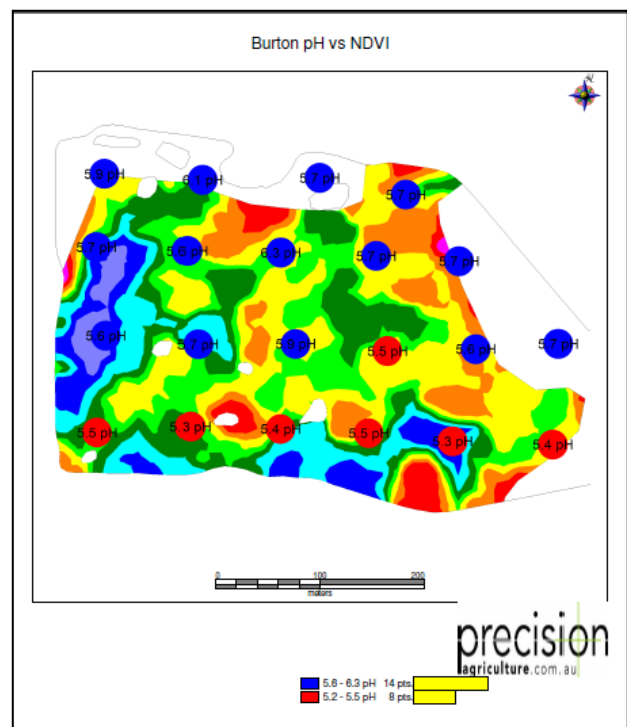 Burton pH vs NDVI
N
5.9 pH 6.1 pH 5.7 pH 5.7 pH
5.7 pH 5.6 pH 6.3 pH 5.7 pH 5.7 pH
5.6 pH 5.7 pH 5.9 pH 5.5 pH 5.6 pH 5.7 pH
5.5 pH 5.3 pH 5.4 pH 5.5 pH 5.3 pH 5.4 pH
0 100 200
meters
precision
agriculture.com.au
5.6 - 6.3 pH 14 pts.
5.2 - 5.5 pH 8 pts.